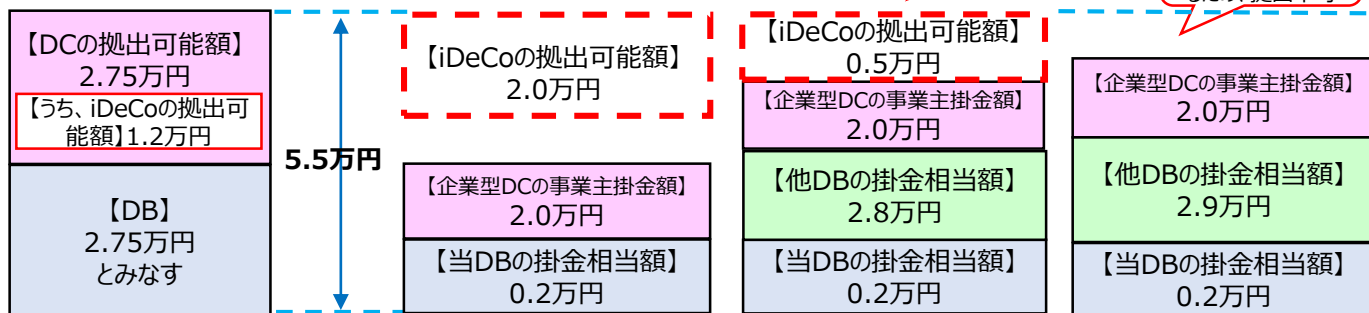 【DCの拠出可能額】
2.75万円
【うち、iDeCoの拠出可
能額】1.2万円
【DB】
2.75万円
とみなす
5.5万円
【iDeCoの拠出可能額】
2.0万円
【企業型DCの事業主掛金額】
2.0万円
【当DBの掛金相当額】
0.2万円
【iDeCoの拠出可能額】
0.5万円
【企業型DCの事業主掛金額】
2.0万円
【他DBの掛金相当額】
2.8万円
【当DBの掛金相当額】
0.2万円
【企業型DCの事業主掛金額】
2.0万円
【他DBの掛金相当額】
2.9万円
【当DBの掛金相当額】
0.2万円